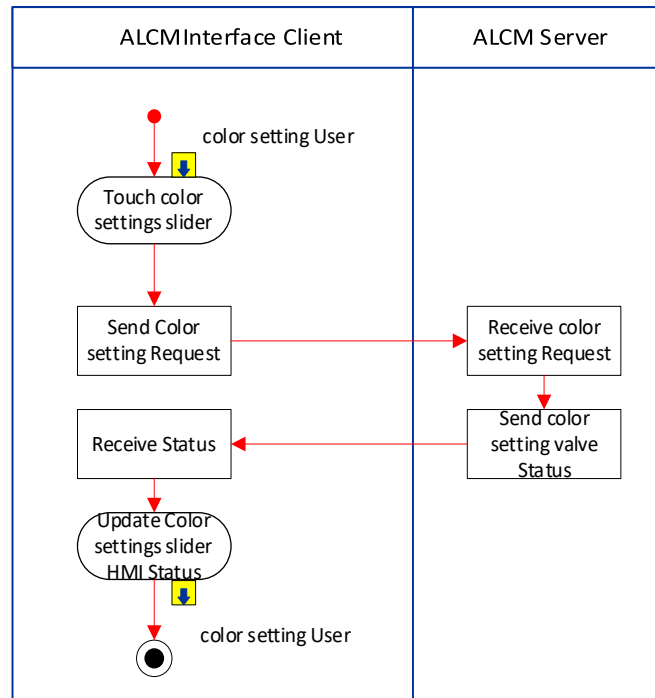 ALCMInterface Client
ALCM Server
color setting User
Touch color
settings slider
Send Color
setting Request
Receive color
setting Request
Receive Status
Send color
setting valve
Status
Update Color
settings slider
HMI Status
color setting User